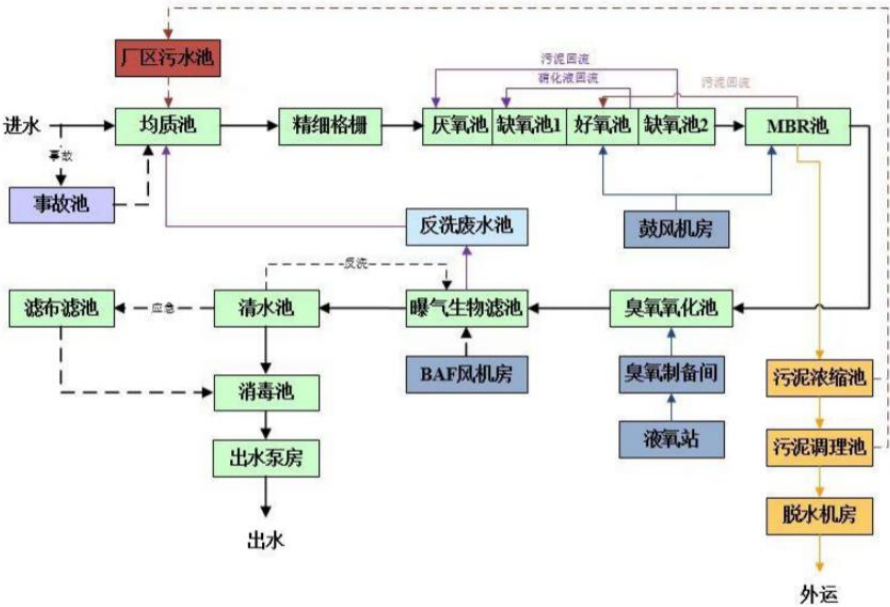 厂区污水池
污泥回流
硝化液回流
污泥回流
进水
均质池
精细格栅
厌氧池
缺氧池1
好氧池
缺氧池2
MBR池
事故
事故池
反洗废水池
鼓风机房
反洗
滤布滤池
应急
清水池
曝气生物滤池
臭氧氧化池
BAF风机房
臭氧制备间
污泥浓缩池
消毒池
液氧站
污泥调理池
出水泵房
脱水机房
出水
外运